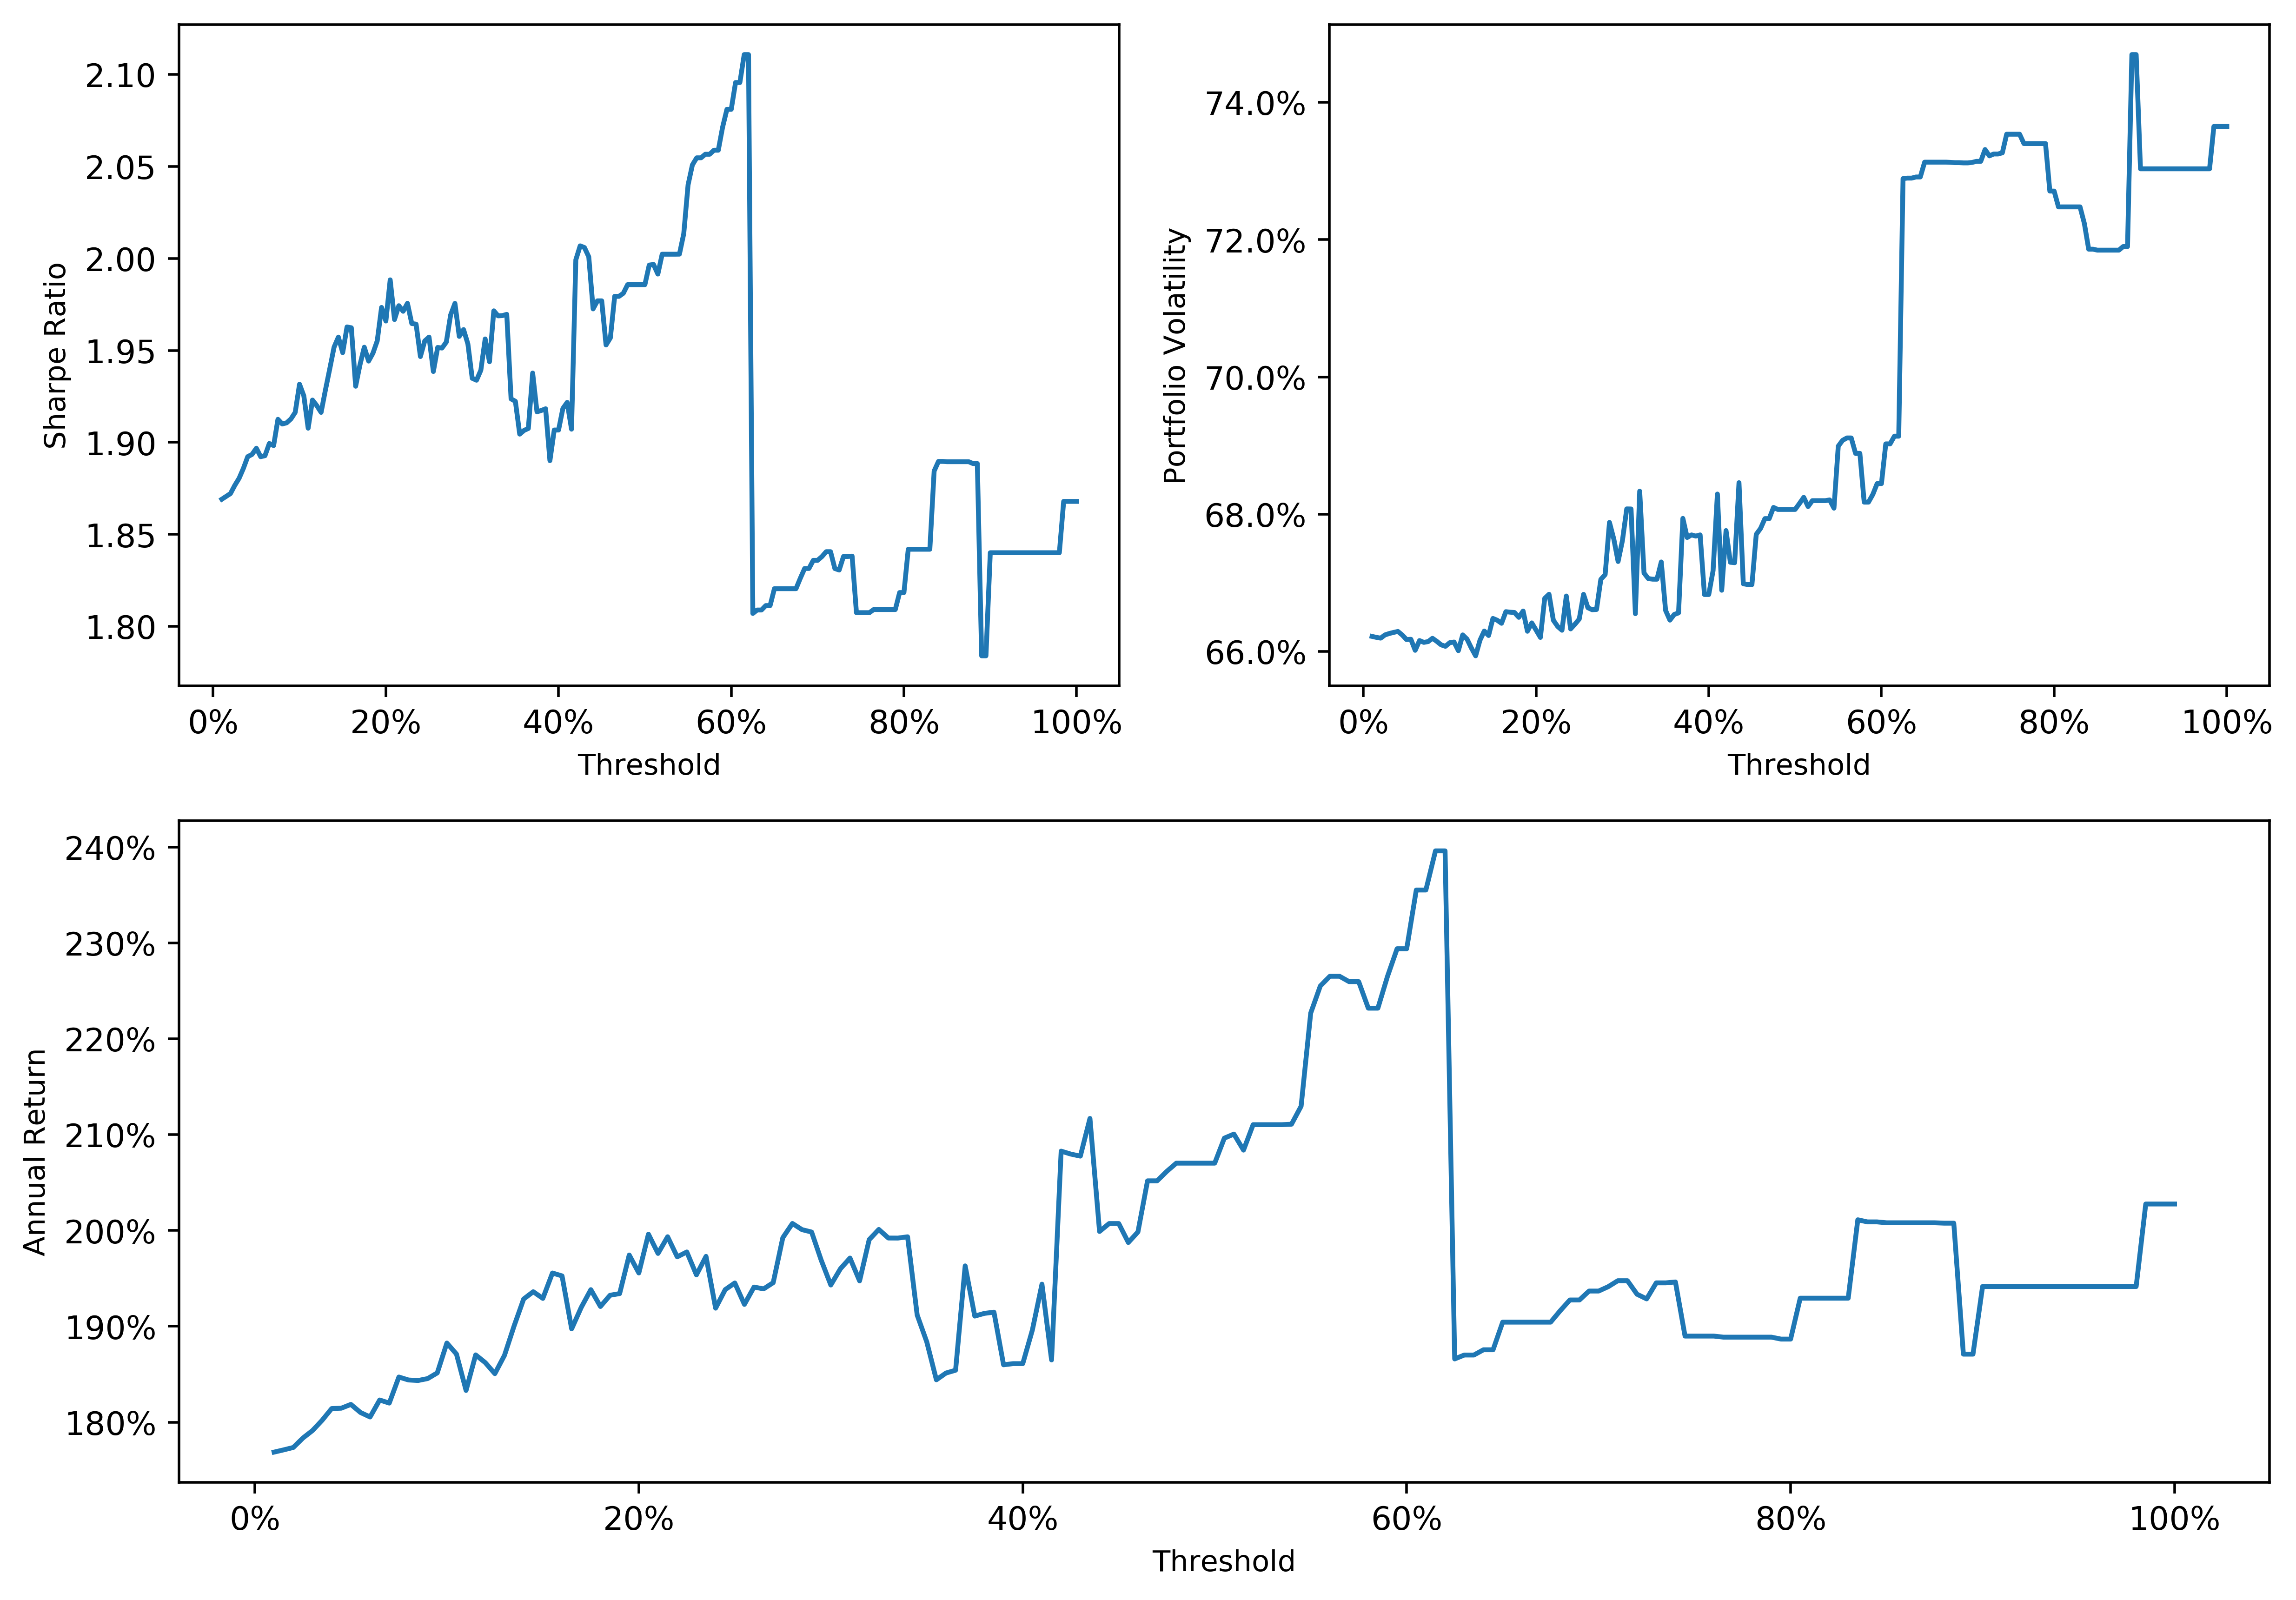 Sharpe Ratio
2.10
2.05
2.00
1.95
1.90
1.85
1.80
0% 20% 40% 60% 80% 100%
Threshold
Portfolio Volatility
74.0%
72.0%
70.0%
68.0%
66.0%
0% 20% 40% 60% 80% 100%
Threshold
Annual Return
240%
230%
220%
210%
200%
190%
180%
0% 20% 40% 60% 80% 100%
Threshold